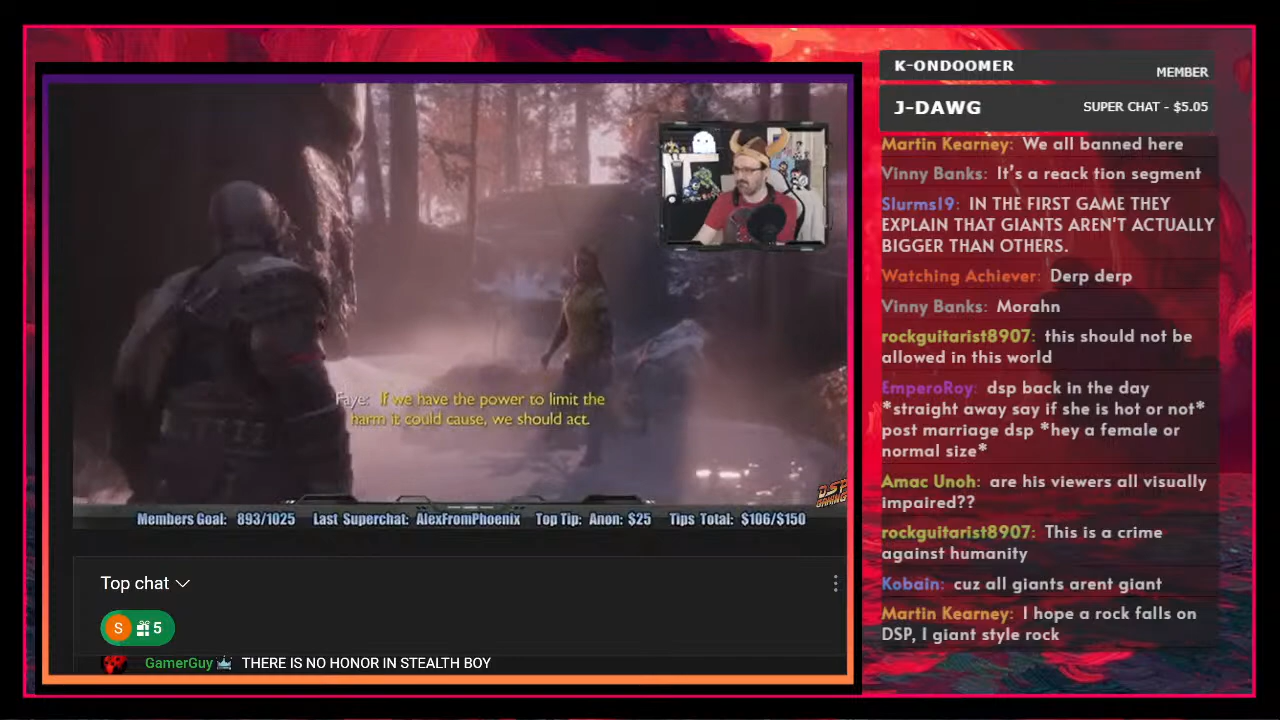 K-ONDOOMER
MEMBER
J-DAWG
SUPER CHAT - $5.05
Martin Kearney: We all banned here
Vinny Banks: It's a reack tion segment
Slurms19: IN THE FIRST GAME THEY
EXPLAIN THAT GIANTS AREN'T ACTUALLY
BIGGER THAN OTHERS.
Watching Achiever: Derp derp
Vinny Banks: Morahn
rockguitarist8907: this should not be
allowed in this world
EmperoRoy: dsp back in the day
*straight away say if she is hot or not*
post marriage dsp *hey a female or
normal size*
Amac Unoh: are his viewers all visually
impaired??
rockguitarist8907: This is a crime
against humanity
Kobain: cuz all giants arent giant
Martin Kearney: I hope a rock falls on
DSP, I giant style rock
Faye: If we have the power to limit the
harm it could cause, we should act.
DSP
GAMING
Members Goal: 893/1025 Last Superchat: AlexFromPhoenix Top Tip: Anon: $25 Tips Total: $106/$150
Top chat
S 5
GamerGuy THERE IS NO HONOR IN STEALTH BOY